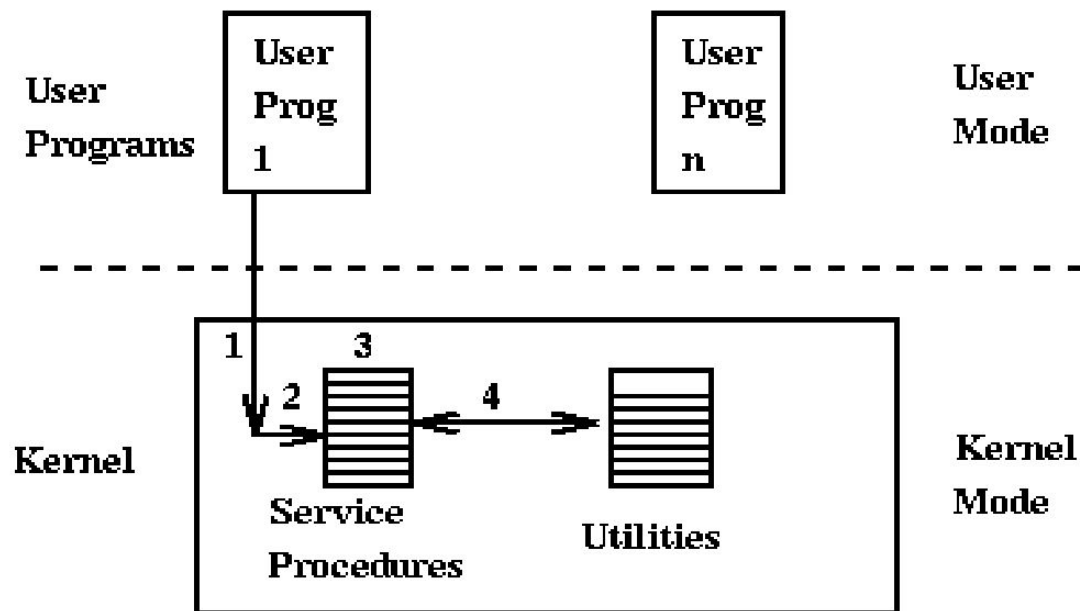 User
Programs
User
Prog
1
User
Prog
n
User
Mode
1
3
2
4
Kernel
Service
Procedures
Utilities
Kernel
Mode